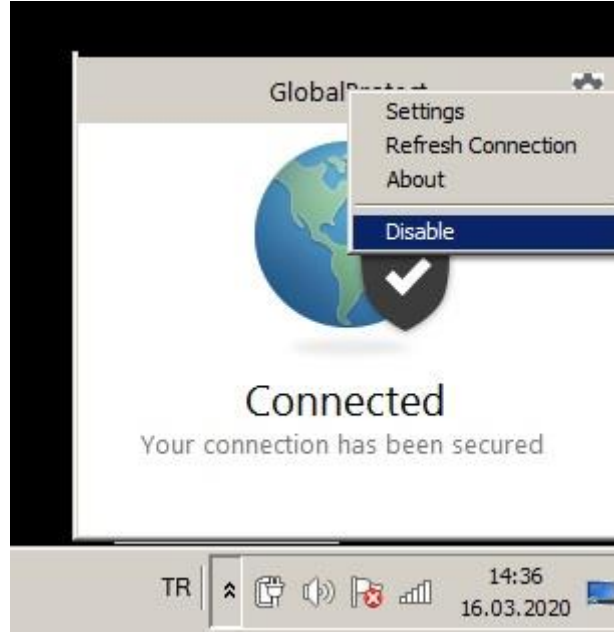 Settings
Refresh Connection
About
Disable
Connected
Your connection has been secured
TR
14:36
16.03.2020